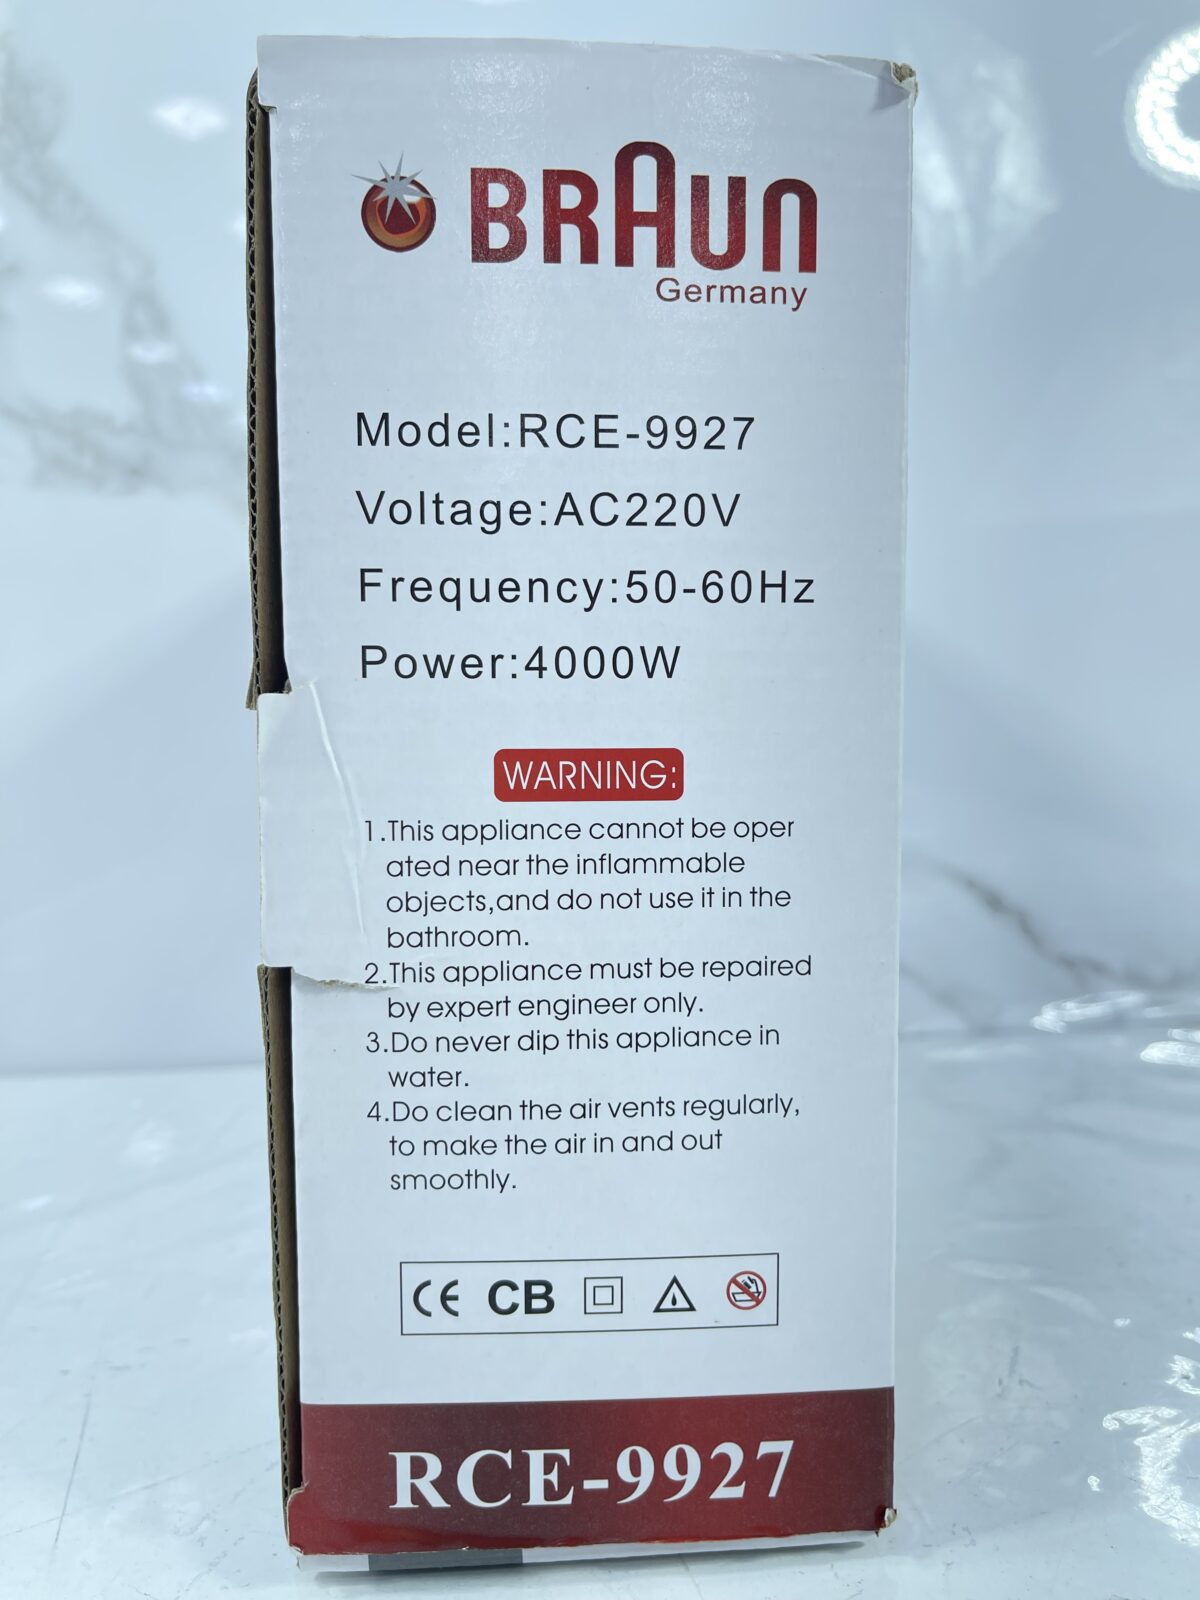 BRAUN
Germany
Model:RCE-9927
Voltage:AC220V
Frequency:50-60Hz
Power:4000W
WARNING:
1.This appliance cannot be oper
ated near the inflammable
objects,and do not use it in the
bathroom.
2.This appliance must be repaired
by expert engineer only.
3.Do never dip this appliance in
water.
4.Do clean the air vents regularly,
to make the air in and out
smoothly.
CE CB
RCE-9927